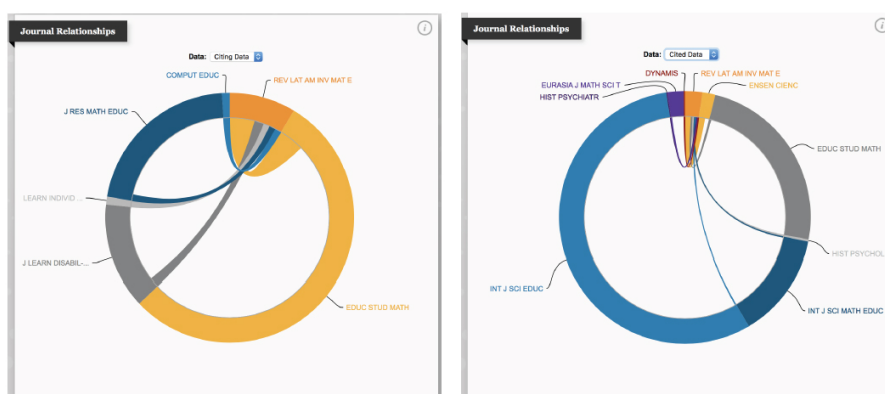 Journal Relationships
Data: Citing Data
COMPUT EDUC
REV LAT AM INV MAT E
J RES MATH EDUC
LEARN INDIVID ...
J LEARN DISABIL-...
EDUC STUD MATH
Journal Relationships
Data: Cited Data
DYNAMIS
REV LAT AM INV MAT E
EURASIA J MATH SCI T
ENSEN CIENC
HIST PSYCHIATR
EDUC STUD MATH
HIST PSYCHOL
INT J SCI EDUC
INT J SCI MATH EDUC